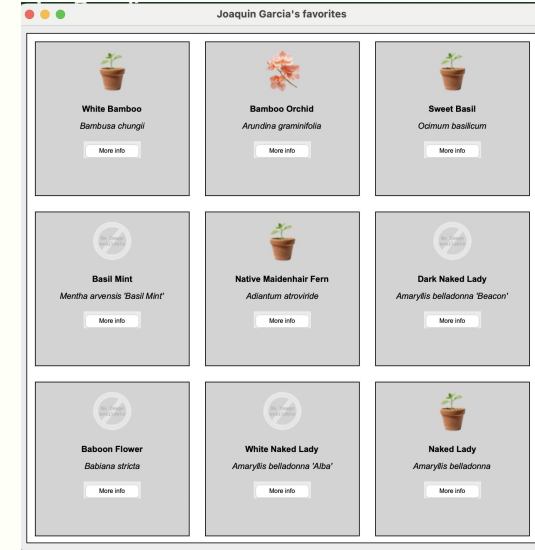 Joaquin Garcia's favorites
White Bamboo
Bambusa chungii
More info
Bamboo Orchid
Arundina graminifolia
More info
Sweet Basil
Ocimum basilicum
More info
Basil Mint
Mentha arvensis 'Basil Mint'
More info
Native Maidenhair Fern
Adiantum atroviride
More info
Dark Naked Lady
Amaryllis belladonna 'Beacon'
More info
Baboon Flower
Babiana stricta
More info
White Naked Lady
Amaryllis belladonna 'Alba'
More info
Naked Lady
Amaryllis belladonna
More info